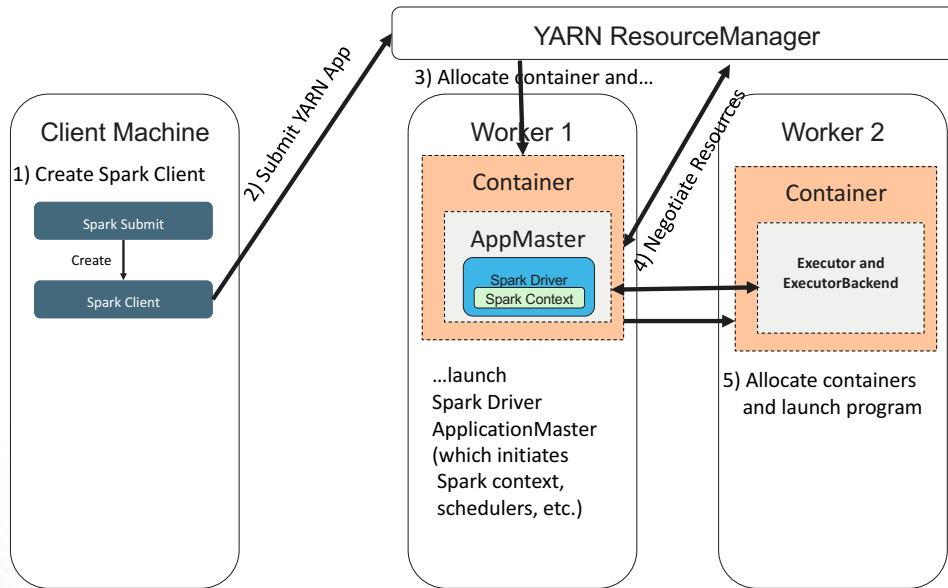 YARN ResourceManager
2) Submit YARN App
3) Allocate container and…
Client Machine
1) Create Spark Client
Spark Submit
Create
Spark Client
Worker 1
Container
AppMaster
Spark Driver
Spark Context
…launch
Spark Driver
ApplicationMaster
(which initiates
Spark context,
schedulers, etc.)
4) Negotiate Resources
Worker 2
Container
Executor and
ExecutorBackend
5) Allocate containers
and launch program